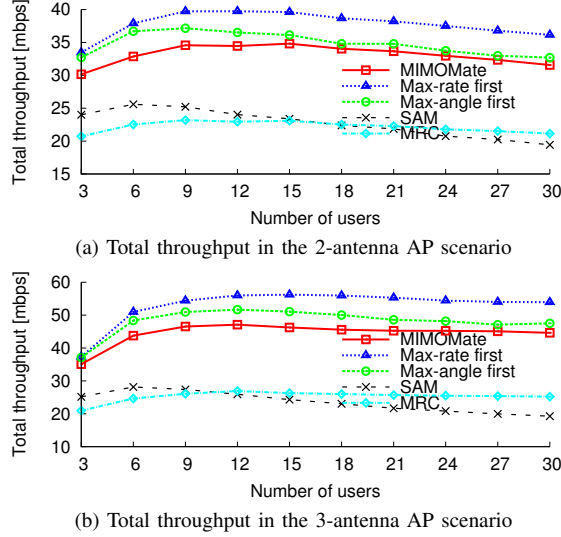 40
35
30
25
20
15
Total throughput [mbps]
MIMOMate
Max-rate first
Max-angle first
SAM
MRC
3 6 9 12 15 18 21 24 27 30
Number of users
(a) Total throughput in the 2-antenna AP scenario
60
50
40
30
20
10
Total throughput [mbps]
MIMOMate
Max-rate first
Max-angle first
SAM
MRC
3 6 9 12 15 18 21 24 27 30
Number of users
(b) Total throughput in the 3-antenna AP scenario